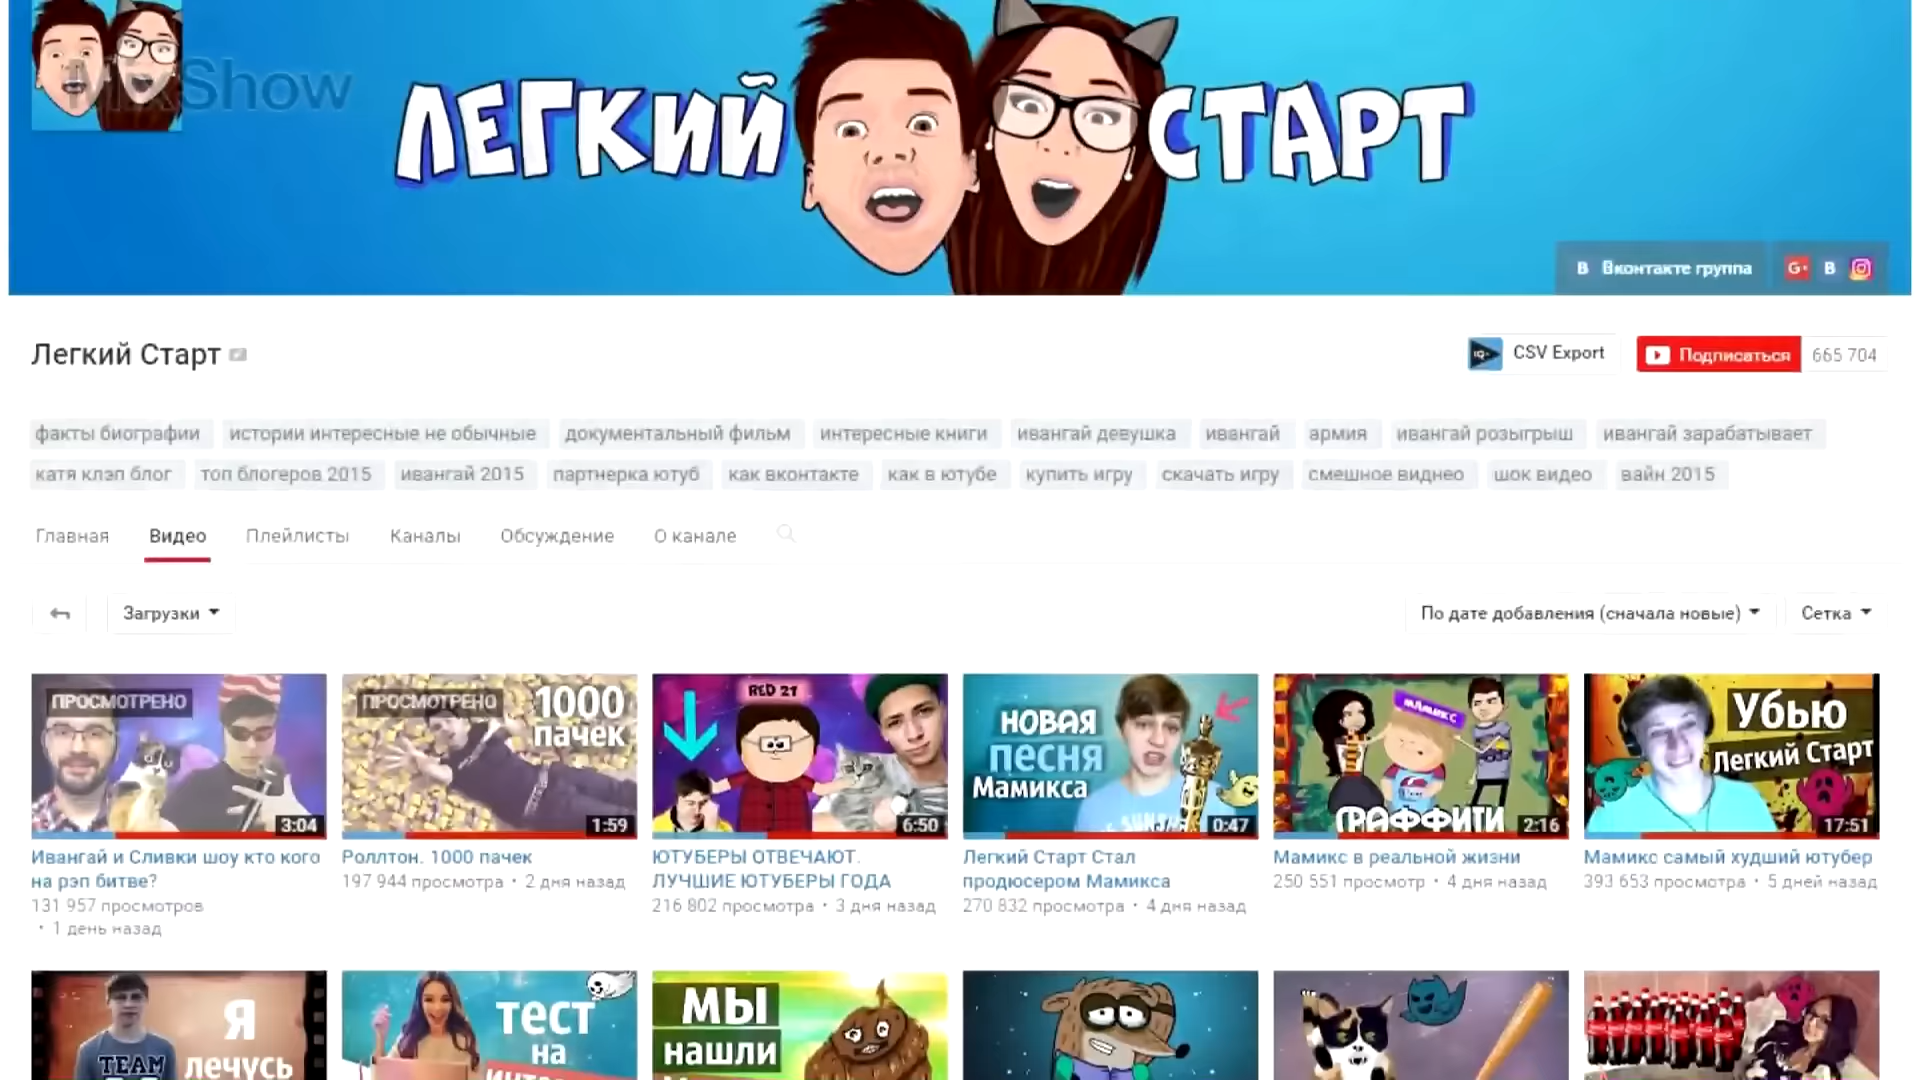 MixShow
ЛЕГКИЙ СТАРТ
В Вконтакте группа G+ В
Легкий Старт
IQ CSV Export
Подписаться 665 704
факты биографии истории интересные не обычные документальный фильм интересные книги ивангай девушка ивангай армия ивангай розыгрыш ивангай зарабатывает
катя клэп блог топ блогеров 2015 ивангай 2015 партнерка ютуб как вконтакте как в ютубе купить игру скачать игру смешное виднео шок видео вайн 2015
Главная Видео Плейлисты Каналы Обсуждение О канале
Загрузки По дате добавления (сначала новые) Сетка
ПРОСМОТРЕНО
3:04
Ивангай и Сливки шоу кто кого
на рэп битве?
131 957 просмотров
• 1 день назад
ПРОСМОТРЕНО
1000
пачек
1:59
Роллтон. 1000 пачек
197 944 просмотра • 2 дня назад
RED 21
6:50
ЮТУБЕРЫ ОТВЕЧАЮТ.
ЛУЧШИЕ ЮТУБЕРЫ ГОДА
216 802 просмотра • 3 дня назад
НОВАЯ
песня
Мамикса
SUNSH
0:47
Легкий Старт Стал
продюсером Мамикса
270 832 просмотра • 4 дня назад
МАМИКС
ГРАФФИТИ
2:16
Мамикс в реальной жизни
250 551 просмотр • 4 дня назад
Убью
Легкий Старт
17:51
Мамикс самый худший ютубер
393 653 просмотра • 5 дней назад
Я
лечусь
TEAM
тест
на
МЫ
нашли